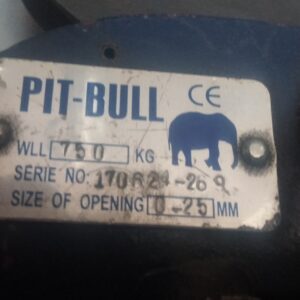 PIT-BULL CE
WLL 750 KG
SERIE NO:
SIZE OF OPENING 0-25 MM